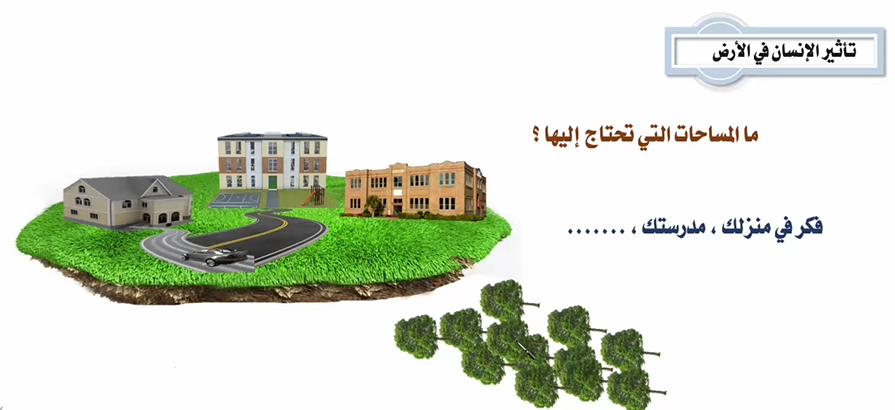 تأثير الإنسان في الأرض
ما المساحات التي تحتاج إليها ؟
فكر في منزلك ، مدرستك ، .......